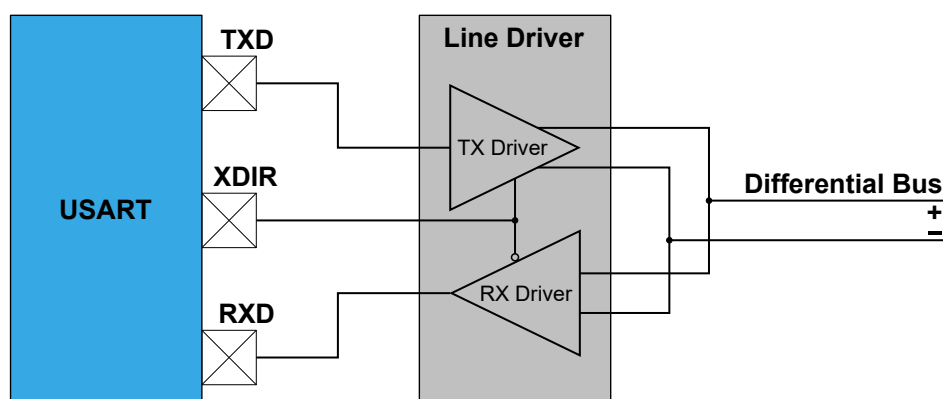 TXD
Line Driver
TX Driver
XDIR
USART
Differential Bus
+
−
RX Driver
RXD